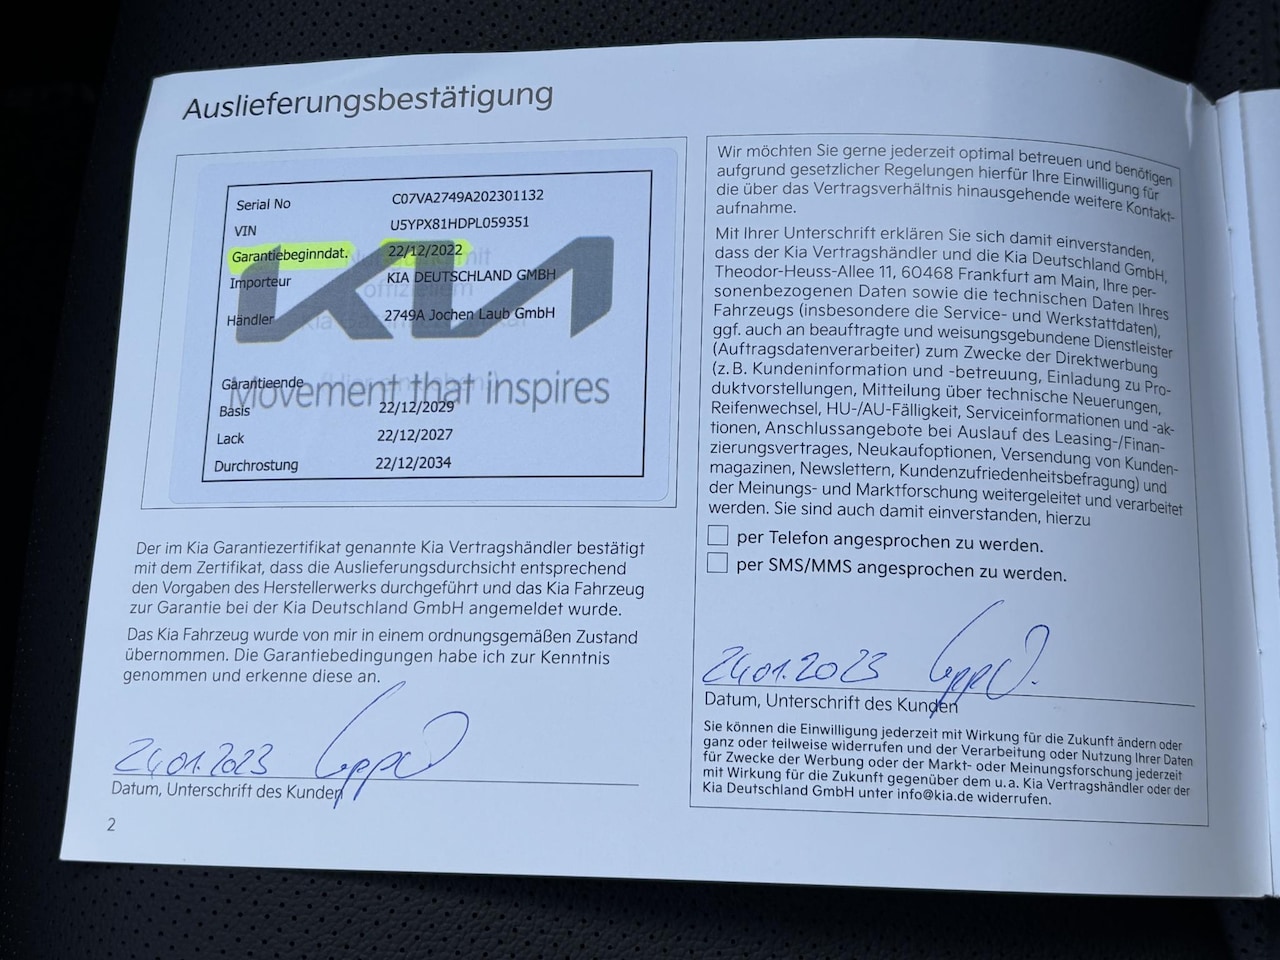 Auslieferungsbestätigung
Serial No C07VA2749A202301132
VIN U5YPX81HDPL059351
Garantiebeginndat. 22/12/2022
Importeur KIA DEUTSCHLAND GMBH
Händler 2749A Jochen Laub GmbH
KIA
Garantieende
Movement that inspires
Basis 22/12/2029
Lack 22/12/2027
Durchrostung 22/12/2034
Der im Kia Garantiezertifikat genannte Kia Vertragshändler bestätigt
mit dem Zertifikat, dass die Auslieferungsdurchsicht entsprechend
den Vorgaben des Herstellerwerks durchgeführt und das Kia Fahrzeug
zur Garantie bei der Kia Deutschland GmbH angemeldet wurde.
Das Kia Fahrzeug wurde von mir in einem ordnungsgemäßen Zustand
übernommen. Die Garantiebedingungen habe ich zur Kenntnis
genommen und erkenne diese an.
24.01.2023
Datum, Unterschrift des Kunden
2
Wir möchten Sie gerne jederzeit optimal betreuen und benötigen
aufgrund gesetzlicher Regelungen hierfür Ihre Einwilligung für
die über das Vertragsverhältnis hinausgehende weitere Kontakt-
aufnahme.
Mit Ihrer Unterschrift erklären Sie sich damit einverstanden,
dass der Kia Vertragshändler und die Kia Deutschland GmbH,
Theodor-Heuss-Allee 11, 60468 Frankfurt am Main, Ihre per-
sonenbezogenen Daten sowie die technischen Daten Ihres
Fahrzeugs (insbesondere die Service- und Werkstattdaten),
ggf. auch an beauftragte und weisungsgebundene Dienstleister
(Auftragsdatenverarbeiter) zum Zwecke der Direktwerbung
(z. B. Kundeninformation und -betreuung, Einladung zu Pro-
duktvorstellungen, Mitteilung über technische Neuerungen,
Reifenwechsel, HU-/AU-Fälligkeit, Serviceinformationen und -ak-
tionen, Anschlussangebote bei Auslauf des Leasing-/Finan-
zierungsvertrages, Neukaufoptionen, Versendung von Kunden-
magazinen, Newslettern, Kundenzufriedenheitsbefragung) und
der Meinungs- und Marktforschung weitergeleitet und verarbeitet
werden. Sie sind auch damit einverstanden, hierzu
per Telefon angesprochen zu werden.
per SMS/MMS angesprochen zu werden.
24.01.2023
Datum, Unterschrift des Kunden
Sie können die Einwilligung jederzeit mit Wirkung für die Zukunft ändern oder
ganz oder teilweise widerrufen und der Verarbeitung oder Nutzung Ihrer Daten
für Zwecke der Werbung oder der Markt- oder Meinungsforschung jederzeit
mit Wirkung für die Zukunft gegenüber dem u. a. Kia Vertragshändler oder der
Kia Deutschland GmbH unter info@kia.de widerrufen.